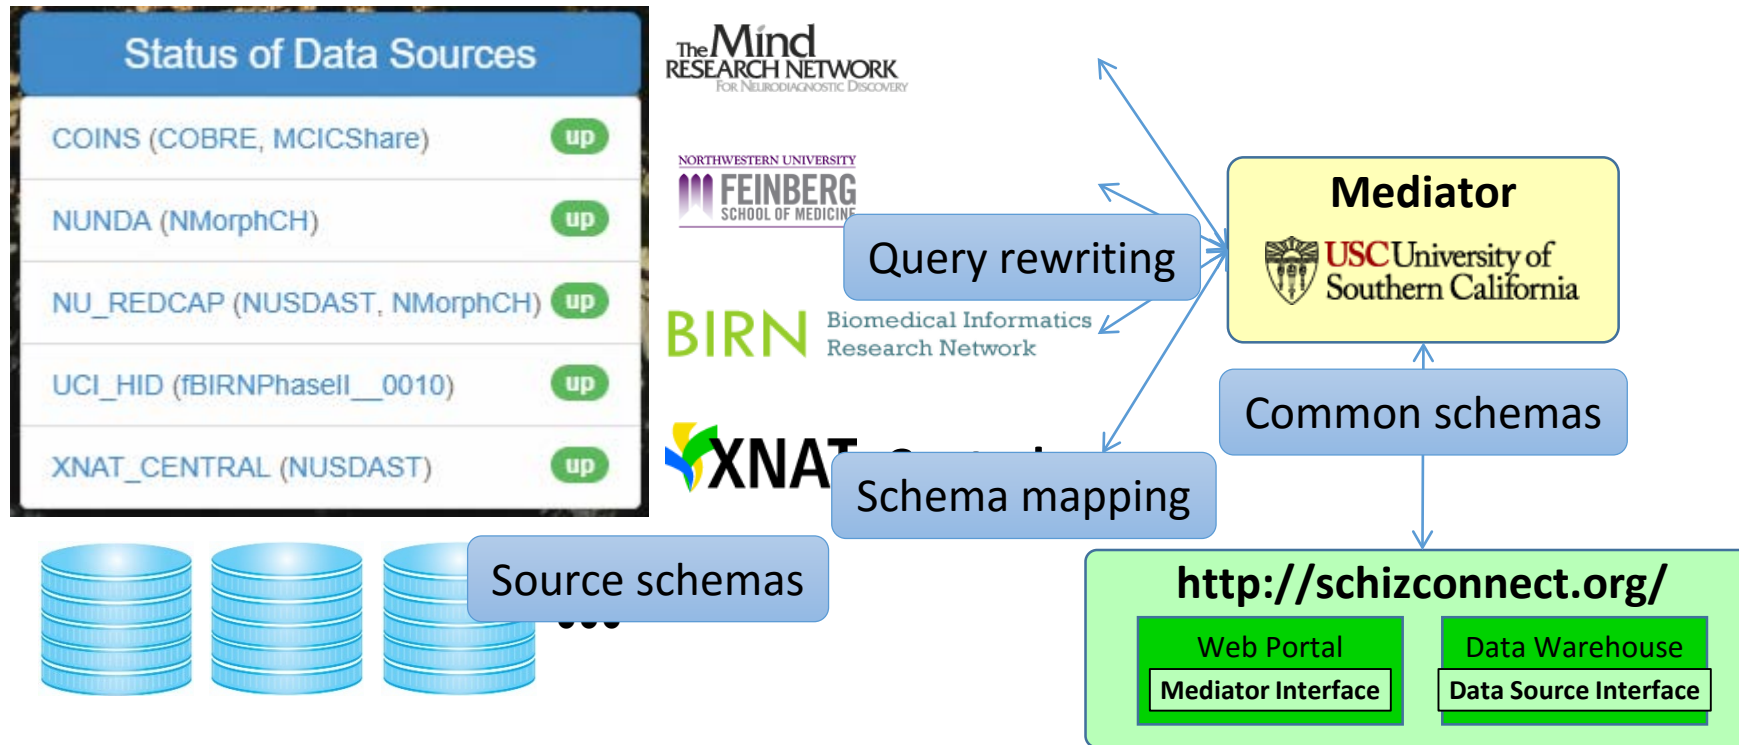 Status of Data Sources
COINS (COBRE, MCICShare) up
NUNDA (NMorphCH) up
NU_REDCAP (NUSDAST, NMorphCH) up
UCI_HID (fBIRNPhaseII__0010) up
XNAT_CENTRAL (NUSDAST) up
The Mind
RESEARCH NETWORK
FOR NEURODIAGNOSTIC DISCOVERY
NORTHWESTERN UNIVERSITY
FEINBERG
SCHOOL OF MEDICINE
BIRN
Biomedical Informatics
Research Network
XNAT
Query rewriting
Schema mapping
Source schemas
...
Mediator
USC University of
Southern California
Common schemas
http://schizconnect.org/
Web Portal
Mediator Interface
Data Warehouse
Data Source Interface